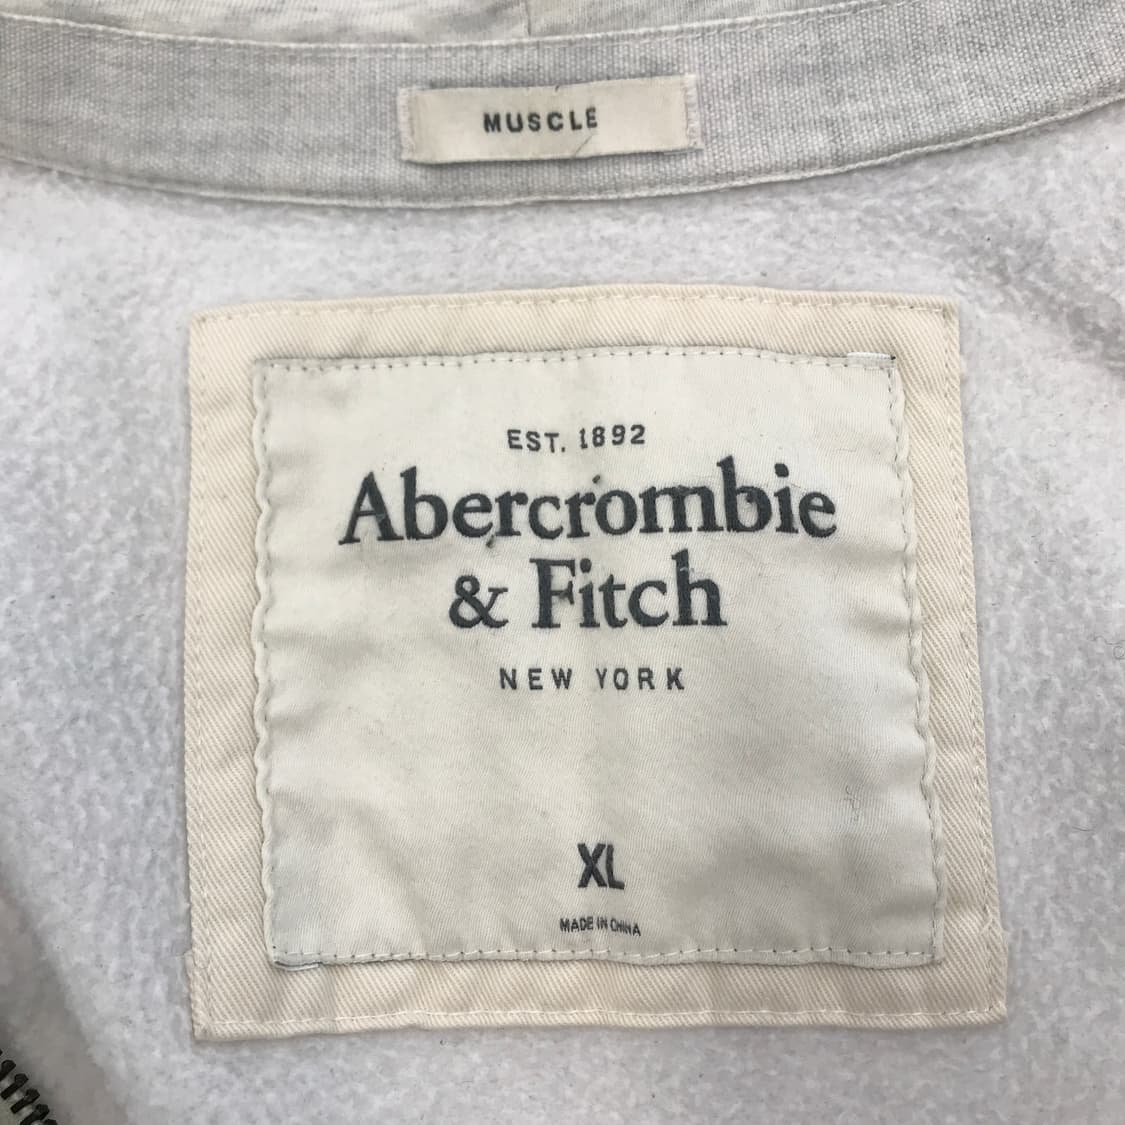 MUSCLE
EST. 1892
Abercrombie
& Fitch
NEW YORK
XL
MADE IN CHINA